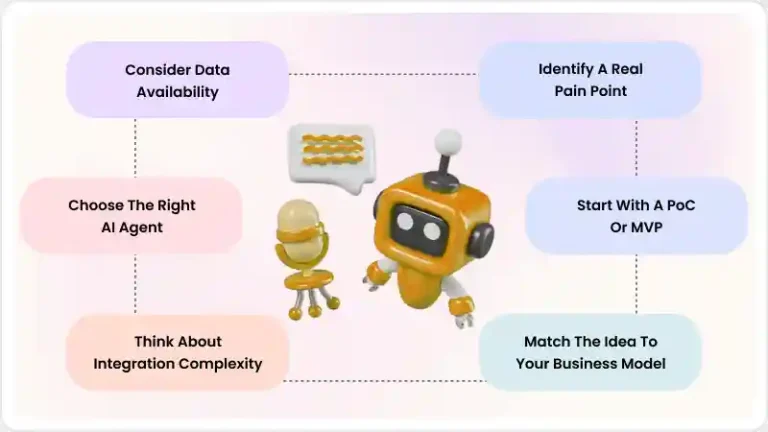 Consider Data
Availability
Identify A Real
Pain Point
Choose The Right
AI Agent
Start With A PoC
Or MVP
Think About
Integration Complexity
Match The Idea To
Your Business Model